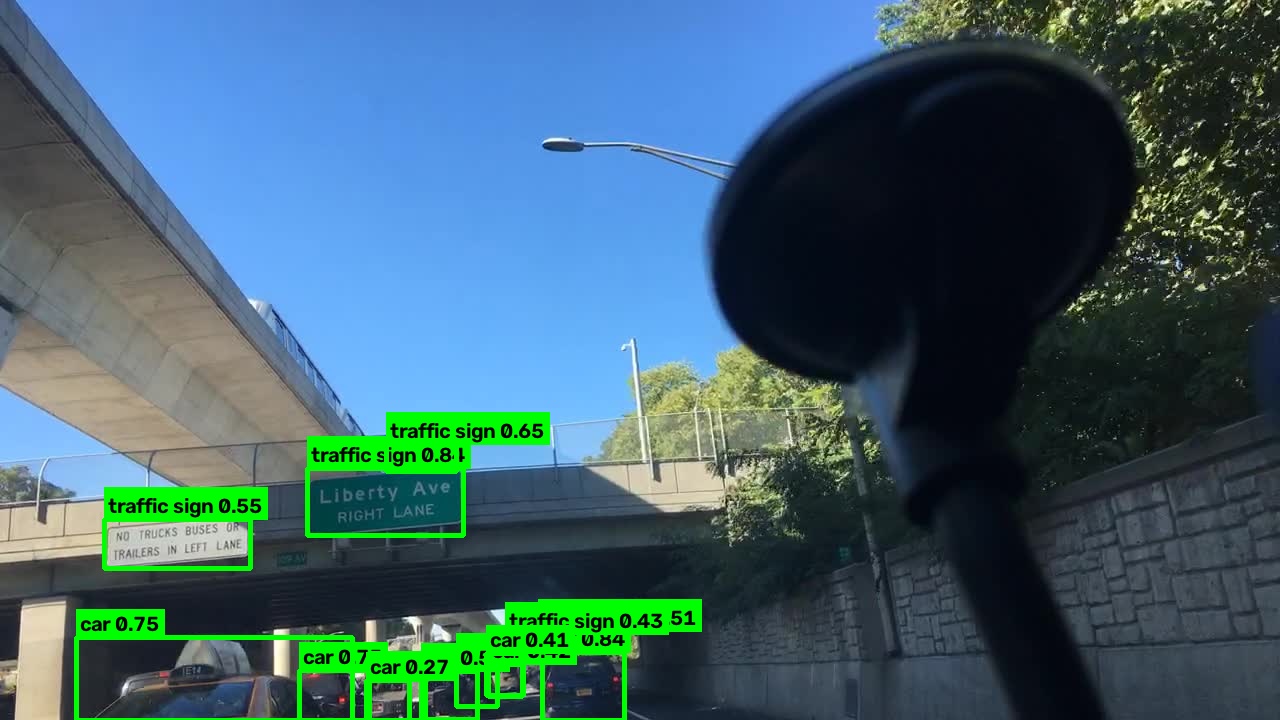 traffic sign 0.65
traffic sign 0.84
Liberty Ave
RIGHT LANE
traffic sign 0.55
NO TRUCKS BUSES OR
TRAILERS IN LEFT LANE
car 0.75
1E14
traffic sign 0.43
51
car 0.41
0.84
car 0.27